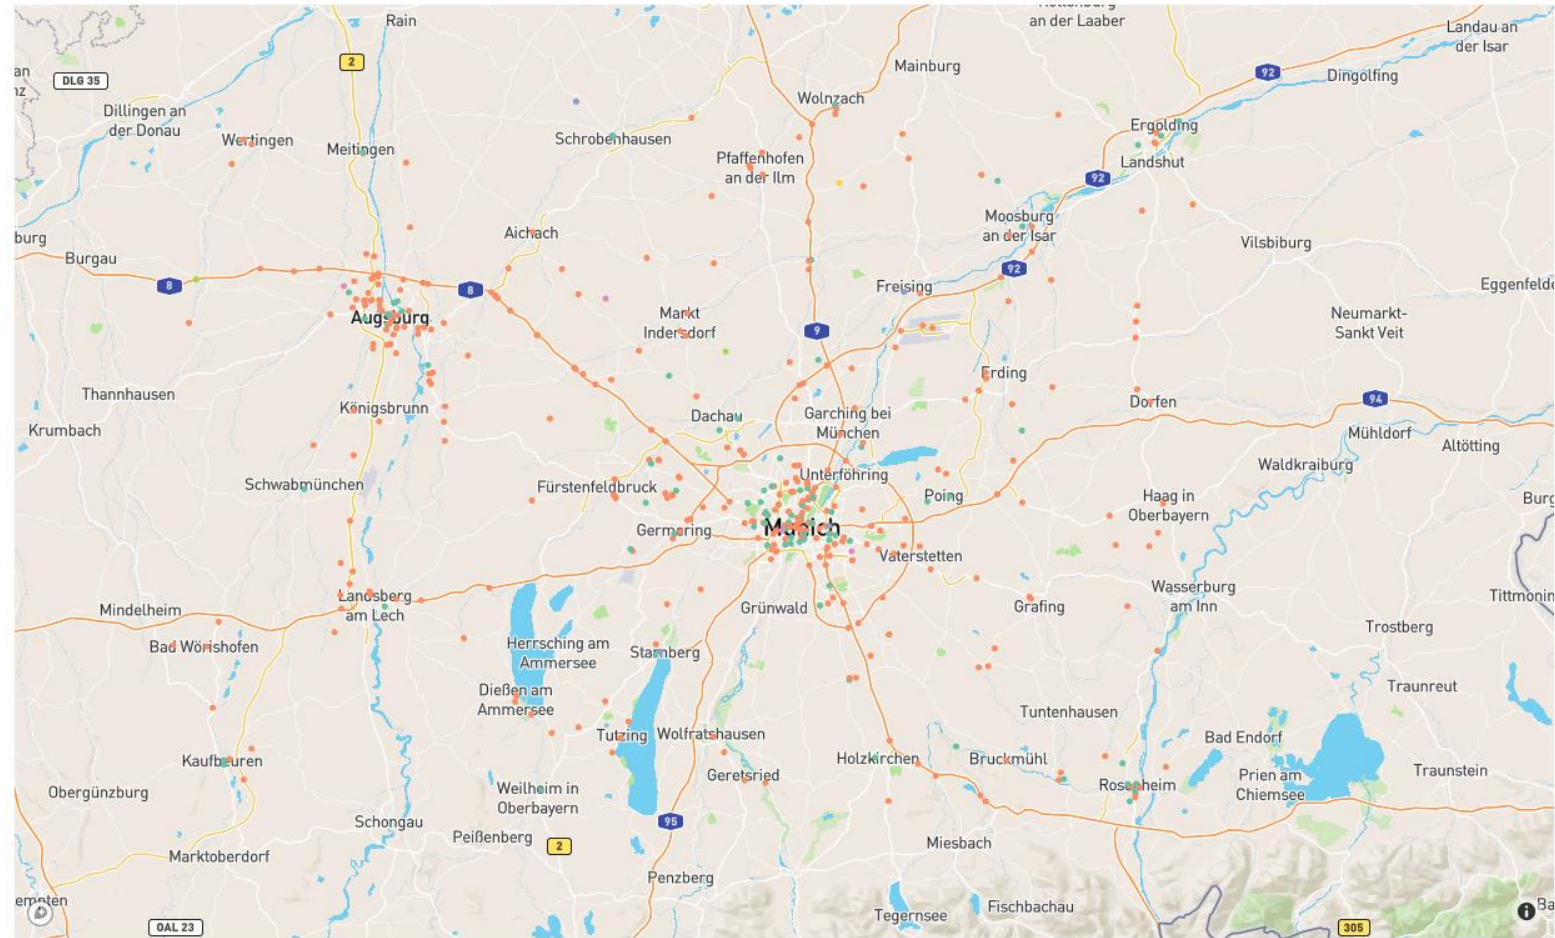 an der Laaber
Landau an
der Isar
Rain
2
Mainburg
92
Dingolfing
DLG 35
Wolnzach
Dillingen an
der Donau
Wertingen
Meitingen
Schrobenhausen
Ergolding
Landshut
Pfaffenhofen
an der Ilm
92
Moosburg
an der Isar
Aichach
burg
Burgau
Vilsbiburg
8
8
92
Freising
Markt
Indersdorf
Augsburg
9
Neumarkt-
Sankt Veit
Erding
Thannhausen
Königsbrunn
Dachau
Garching bei
München
Dorfen
94
Krumbach
Mühldorf
Altötting
Waldkraiburg
Schwabmünchen
Fürstenfeldbruck
Unterföhring
Poing
Haag in
Oberbayern
Germering
Munich
Vaterstetten
Landsberg
am Lech
Mindelheim
Grünwald
Grafing
Wasserburg
am Inn
Trostberg
Bad Wörishofen
Herrsching am
Ammersee
Starnberg
Dießen am
Ammersee
Traunreut
Tuntenhausen
Tutzing
Wolfratshausen
Bad Endorf
Kaufbeuren
Geretsried
Holzkirchen
Bruckmühl
Rosenheim
Prien am
Chiemsee
Traunstein
Obergünzburg
Weilheim in
Oberbayern
Schongau
95
Peißenberg
2
Miesbach
Marktoberdorf
Penzberg
Tegernsee
Fischbachau
OAL 23
305